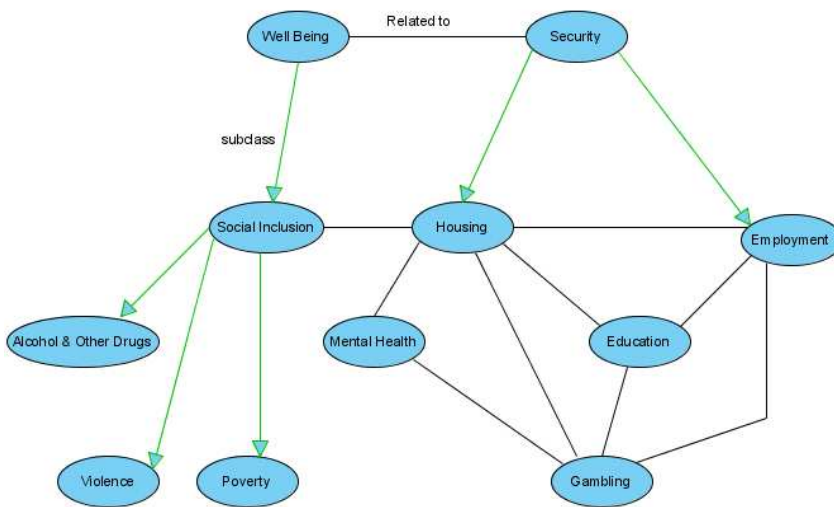 Well Being
Related to
Security
subclass
Social Inclusion
Housing
Employment
Alcohol & Other Drugs
Mental Health
Education
Violence
Poverty
Gambling